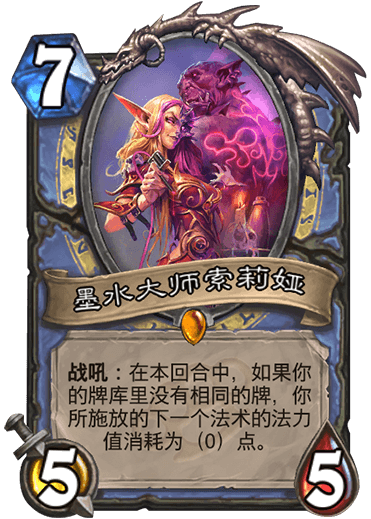 7
墨水大师索莉娅
战吼：在本回合中，如果你
的牌库里没有相同的牌，你
所施放的下一个法术的法力
值消耗为（0）点。
5
5